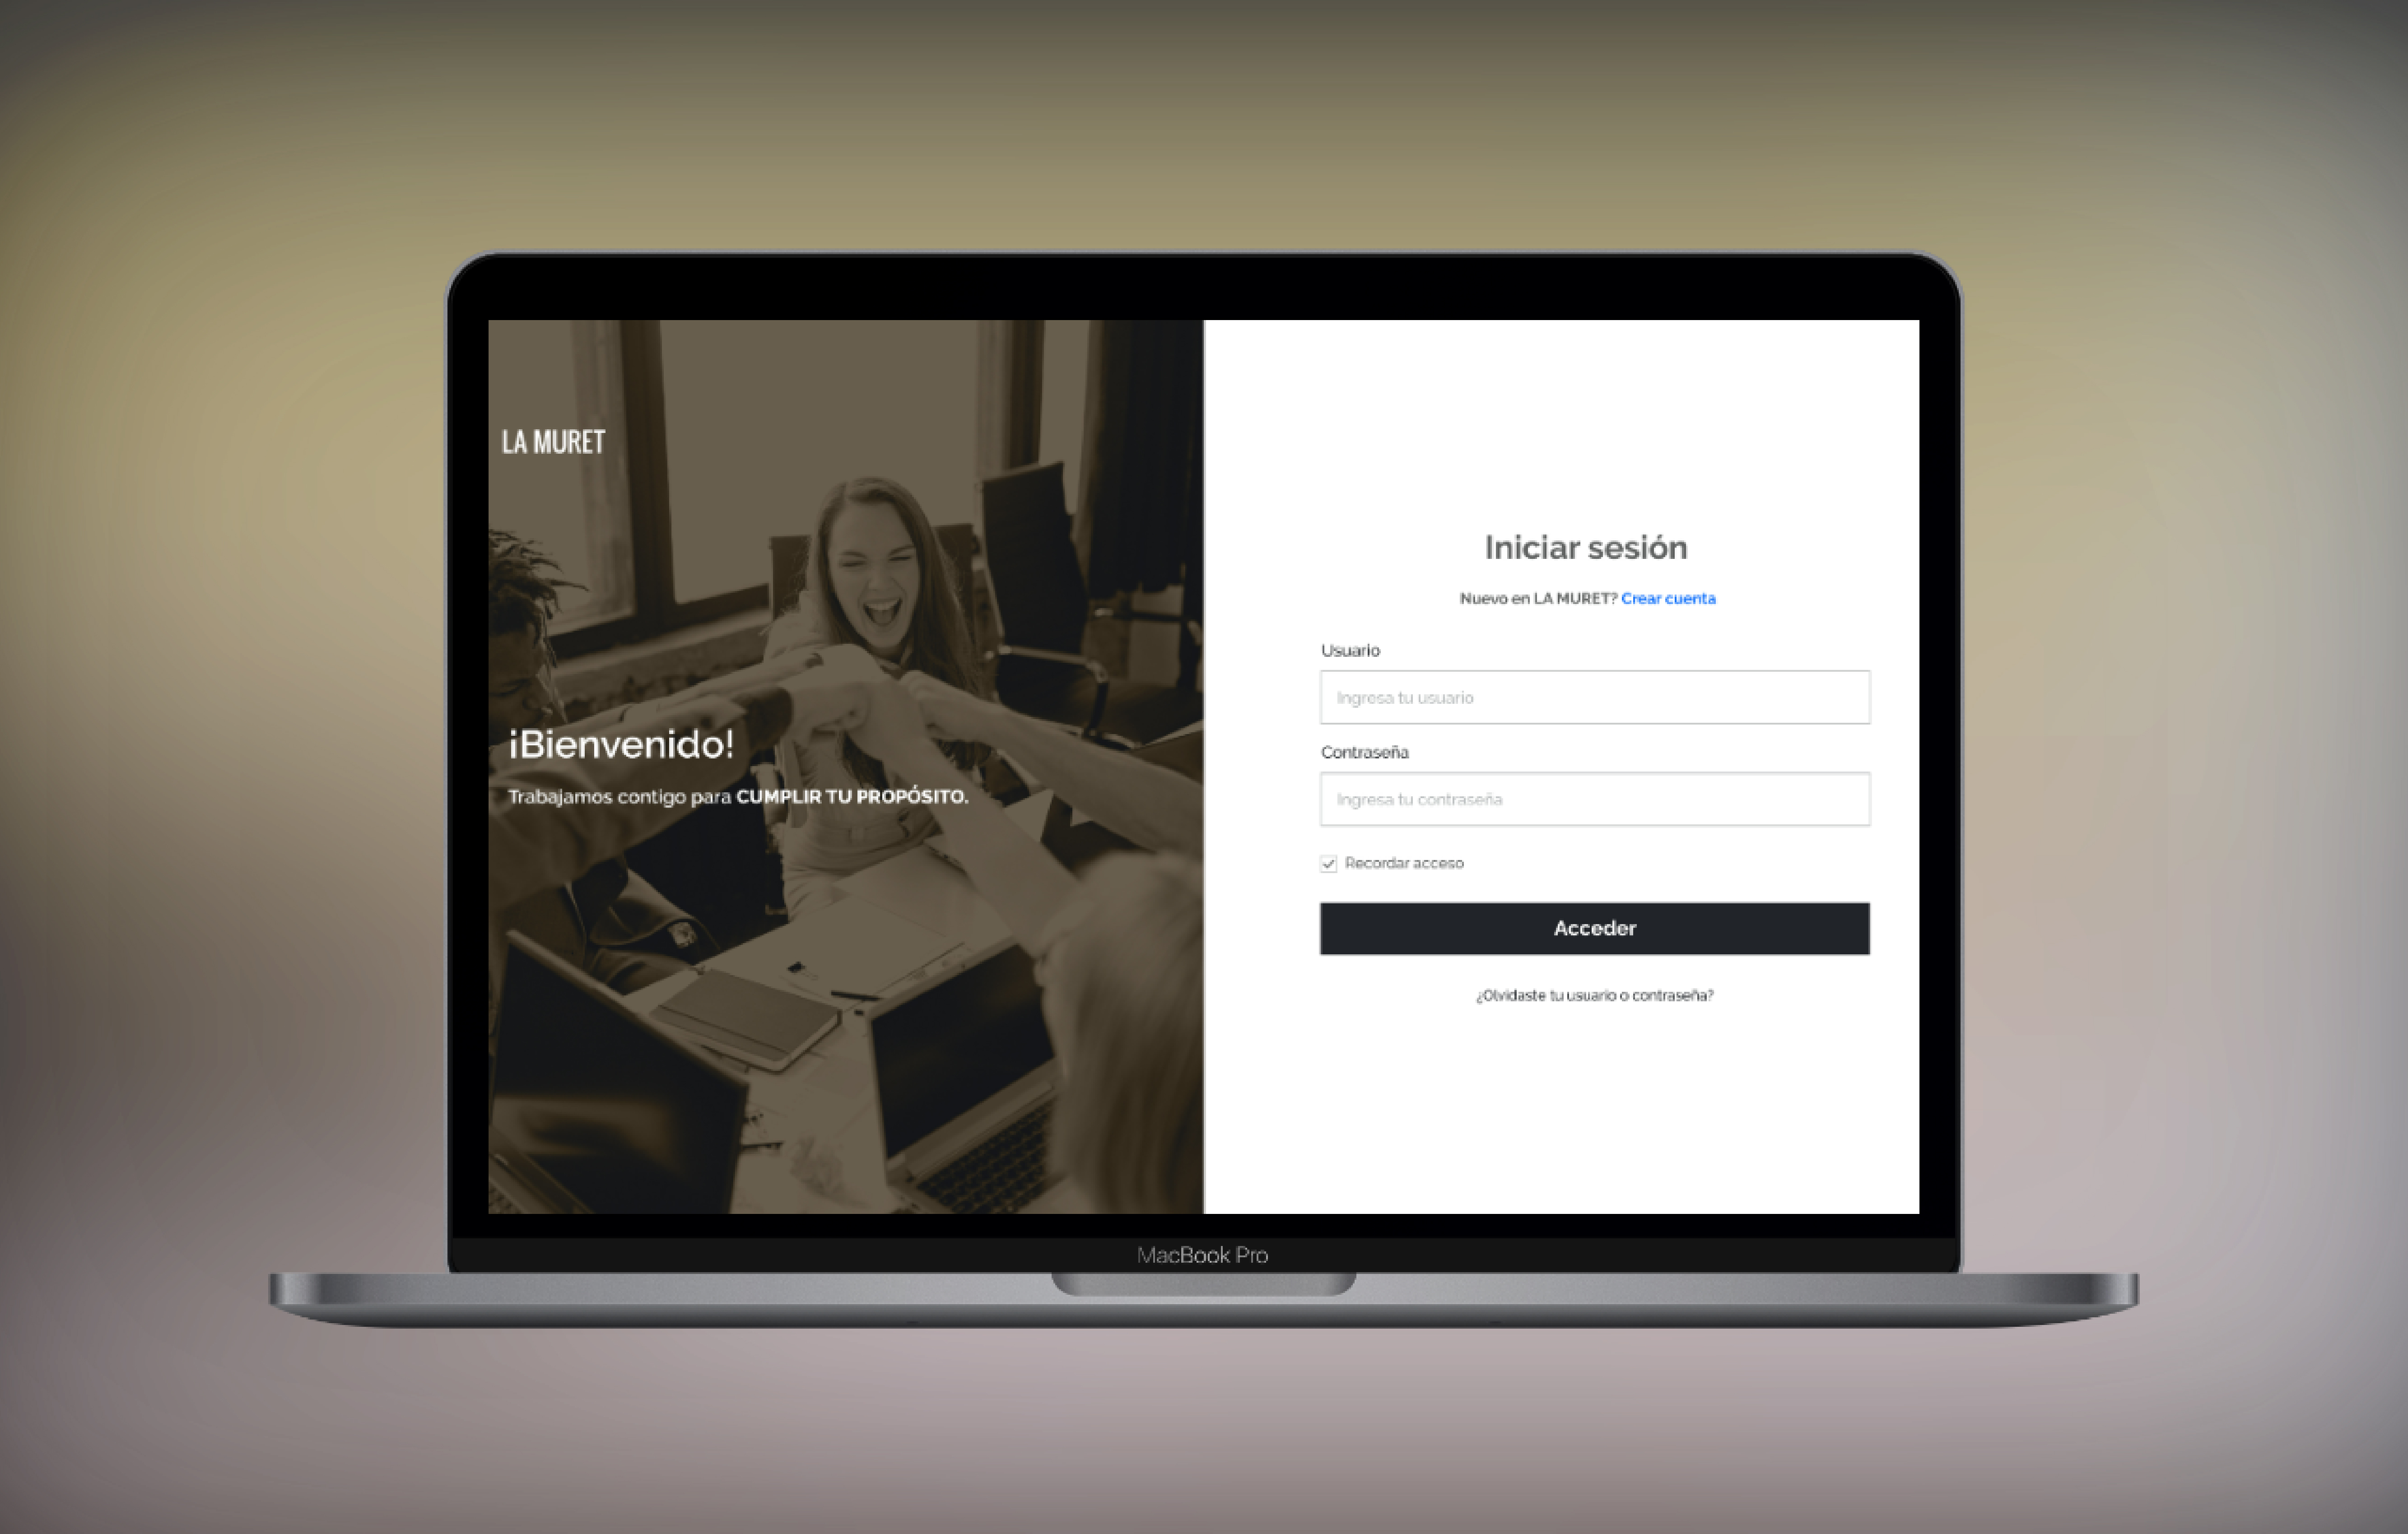 LA MURET
¡Bienvenido!
Trabajamos contigo para CUMPLIR TU PROPÓSITO.
Iniciar sesión
Nuevo en LA MURET? Crear cuenta
Usuario
Ingresa tu usuario
Contraseña
Ingresa tu contraseña
Recordar acceso
Acceder
¿Olvidaste tu usuario o contraseña?
MacBook Pro